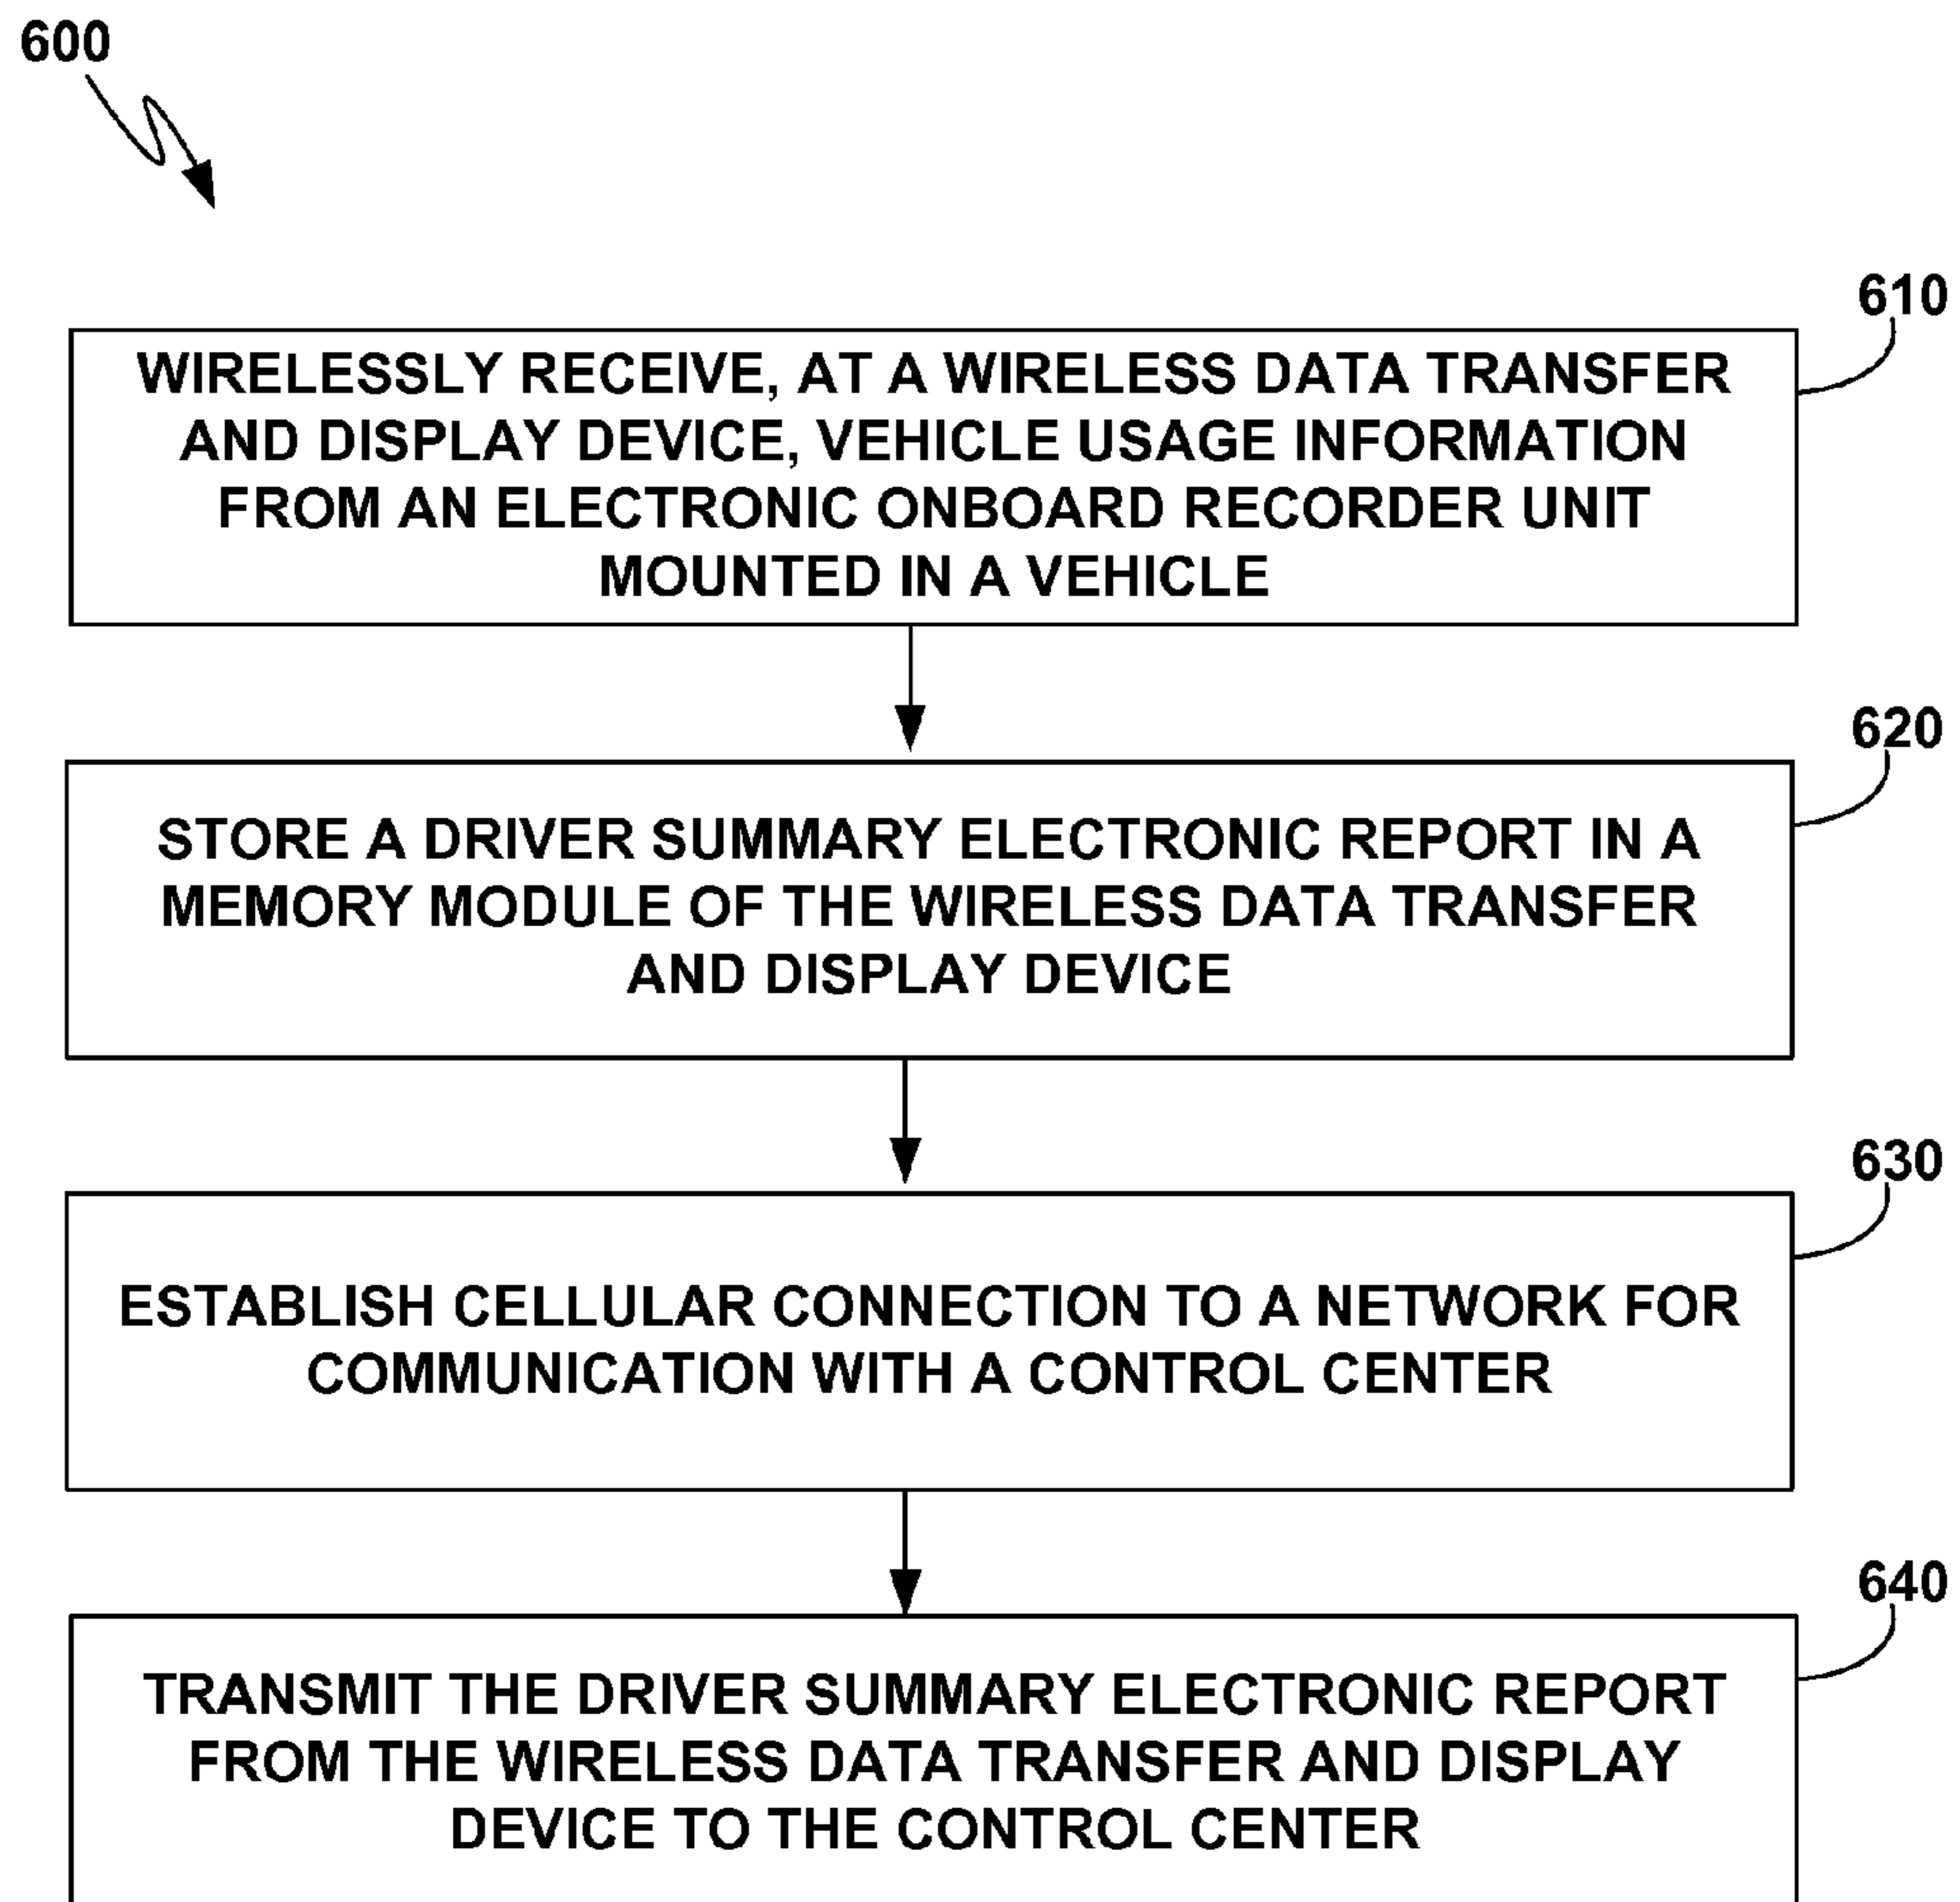 600
610
WIRELESSLY RECEIVE, AT A WIRELESS DATA TRANSFER
AND DISPLAY DEVICE, VEHICLE USAGE INFORMATION
FROM AN ELECTRONIC ONBOARD RECORDER UNIT
MOUNTED IN A VEHICLE
620
STORE A DRIVER SUMMARY ELECTRONIC REPORT IN A
MEMORY MODULE OF THE WIRELESS DATA TRANSFER
AND DISPLAY DEVICE
630
ESTABLISH CELLULAR CONNECTION TO A NETWORK FOR
COMMUNICATION WITH A CONTROL CENTER
640
TRANSMIT THE DRIVER SUMMARY ELECTRONIC REPORT
FROM THE WIRELESS DATA TRANSFER AND DISPLAY
DEVICE TO THE CONTROL CENTER